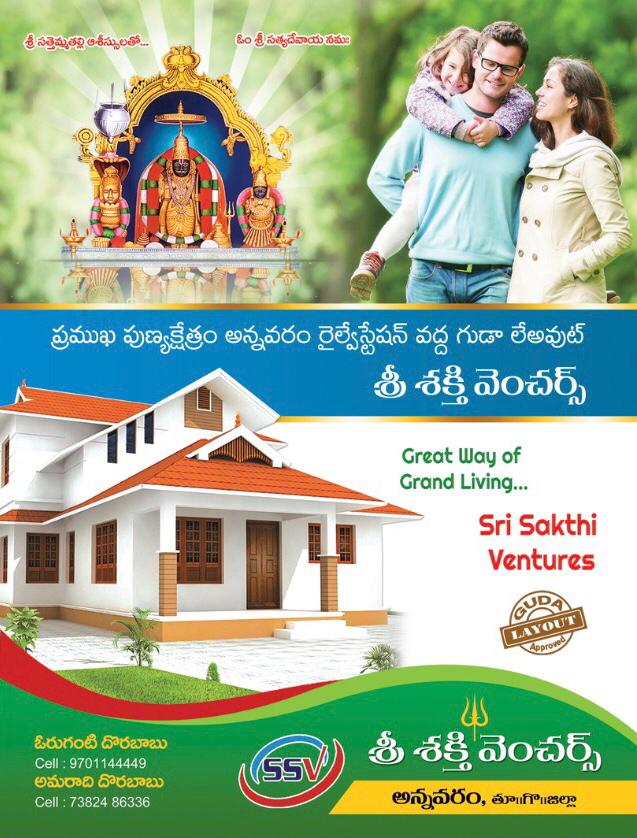 శ్రీ సత్తెమ్మతల్లి ఆశీస్సులతో...
ఓం శ్రీ సత్యదేవాయ నమః
ప్రముఖ పుణ్యక్షేత్రం అన్నవరం రైల్వేస్టేషన్ వద్ద గుడా లేఅవుట్
శ్రీ శక్తి వెంచర్స్
Great Way of
Grand Living...
Sri Sakthi
Ventures
GUDA
LAYOUT
Approved
ఓరుగంటి దొరబాబు
Cell : 9701144449
అమరాది దొరబాబు
Cell : 73824 86336
SSV
శ్రీ శక్తి వెంచర్స్
అన్నవరం, తూ॥గో॥జిల్లా